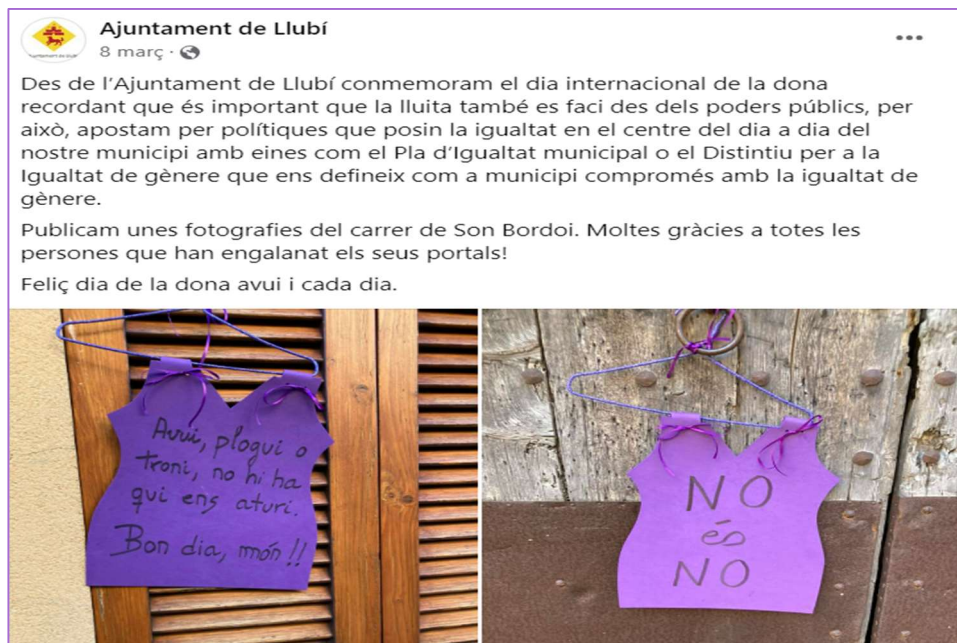 Ajuntament de Llubí
8 març ·
Des de l'Ajuntament de Llubí conmemoram el dia internacional de la dona
recordant que és important que la lluita també es faci des dels poders públics, per
això, apostam per polítiques que posin la igualtat en el centre del dia a dia del
nostre municipi amb eines com el Pla d'Igualtat municipal o el Distintiu per a la
Igualtat de gènere que ens defineix com a municipi compromés amb la igualtat de
gènere.
Publicam unes fotografies del carrer de Son Bordoi. Moltes gràcies a totes les
persones que han engalanat els seus portals!
Feliç dia de la dona avui i cada dia.
Avui, plogui o
troni, no hi ha
qui ens aturi.
Bon dia, món!!
NO
és
NO